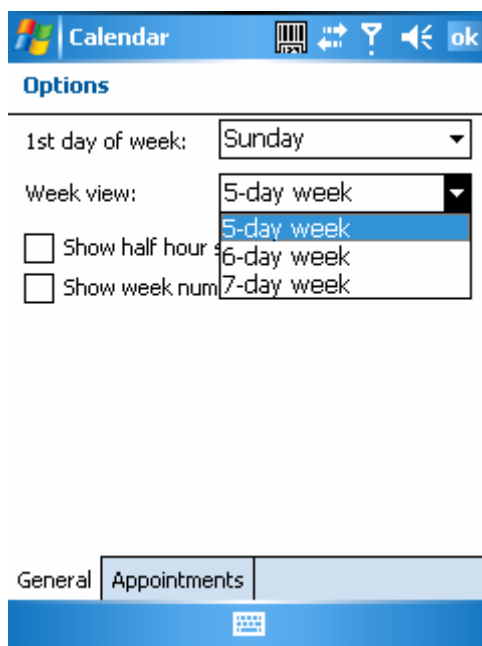 Calendar
ok
Options
1st day of week: Sunday
Week view: 5-day week
5-day week
Show half hour
6-day week
Show week num
7-day week
General Appointments